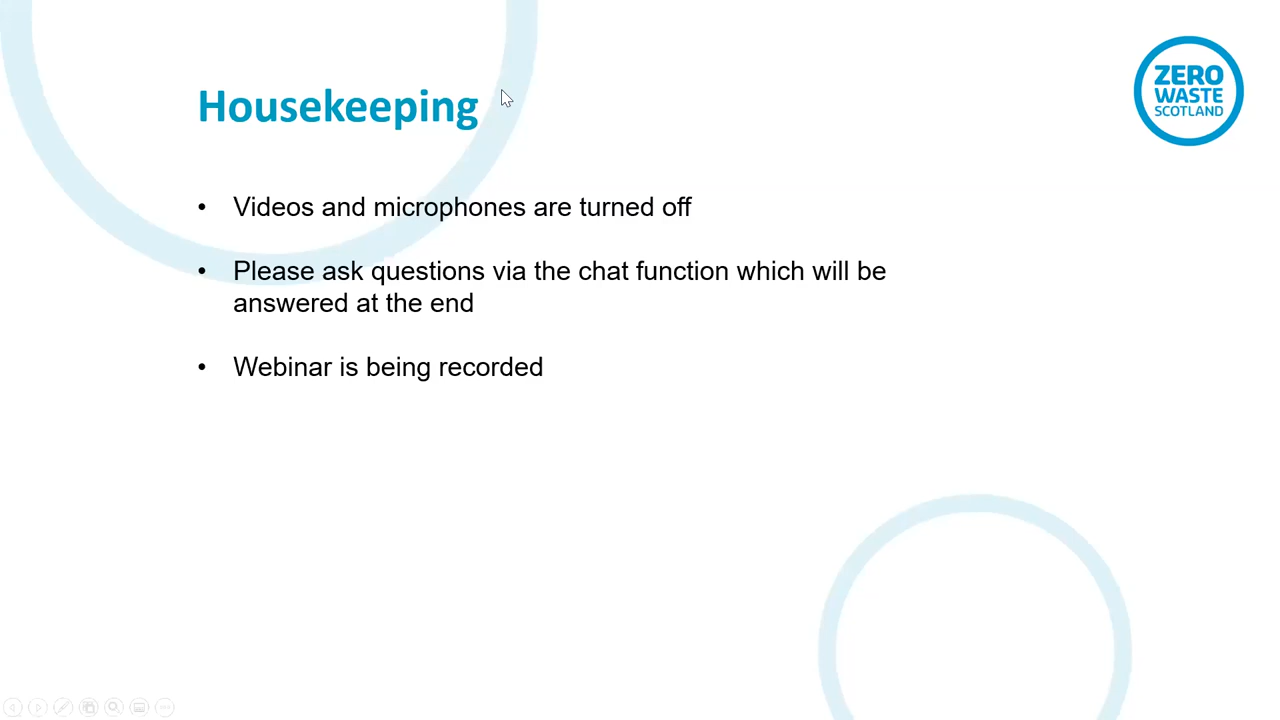 Housekeeping
ZERO
WASTE
SCOTLAND
• Videos and microphones are turned off
• Please ask questions via the chat function which will be
answered at the end
• Webinar is being recorded